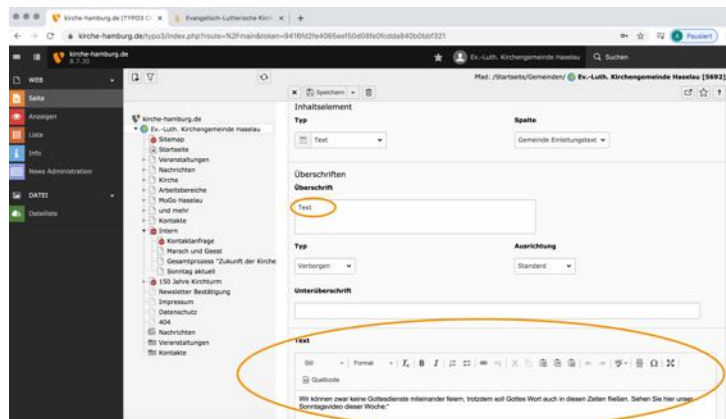 kirche-hamburg.de [TYPO3 C
Evangelisch-Lutherische Kirch
kirche-hamburg.de/typo3/index.php?route=%2Fmain&token=
Pausiert
kirche-hamburg.de
8.7.30
Ev.-Luth. Kirchengemeinde Haselau
Suchen
WEB
Pfad: /Startseite/Gemeinden/ Ev.-Luth. Kirchengemeinde Haselau [5692]
Seite
Speichern
Anzeigen
Liste
Info
News Administration
DATEI
Dateiliste
kirche-hamburg.de
Ev.-Luth. Kirchengemeinde Haselau
Sitemap
Startseite
Veranstaltungen
Nachrichten
Kirche
Arbeitsbereiche
MoGo Haselau
und mehr
Kontakte
Intern
Kontaktanfrage
Marsch und Geest
Gesamtprozess "Zukunft der Kirche
Sonntag aktuell
150 Jahre Kirchturm
Newsletter Bestätigung
Impressum
Datenschutz
404
Nachrichten
Veranstaltungen
Kontakte
Inhaltselement
Typ Spalte
Text Gemeinde Einleitungstext
Überschriften
Überschrift
Text
Typ Ausrichtung
Verborgen Standard
Unterüberschrift
Text
Stil Format
Quellcode
Wir können zwar keine Gottesdienste miteinander feiern, trotzdem soll Gottes Wort auch in diesen Zeiten fließen. Sehen Sie hier unser
Sonntagsvideo dieser Woche:"